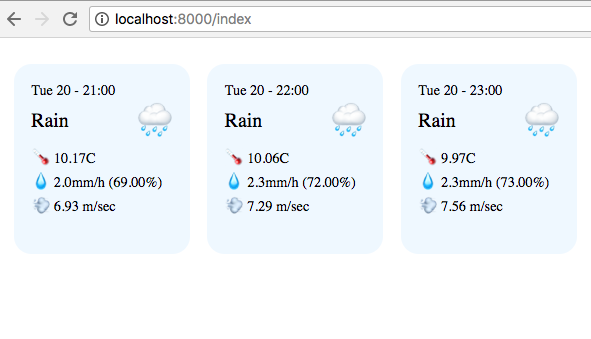 localhost:8000/index
Tue 20 - 21:00
Rain
10.17C
2.0mm/h (69.00%)
6.93 m/sec
Tue 20 - 22:00
Rain
10.06C
2.3mm/h (72.00%)
7.29 m/sec
Tue 20 - 23:00
Rain
9.97C
2.3mm/h (73.00%)
7.56 m/sec